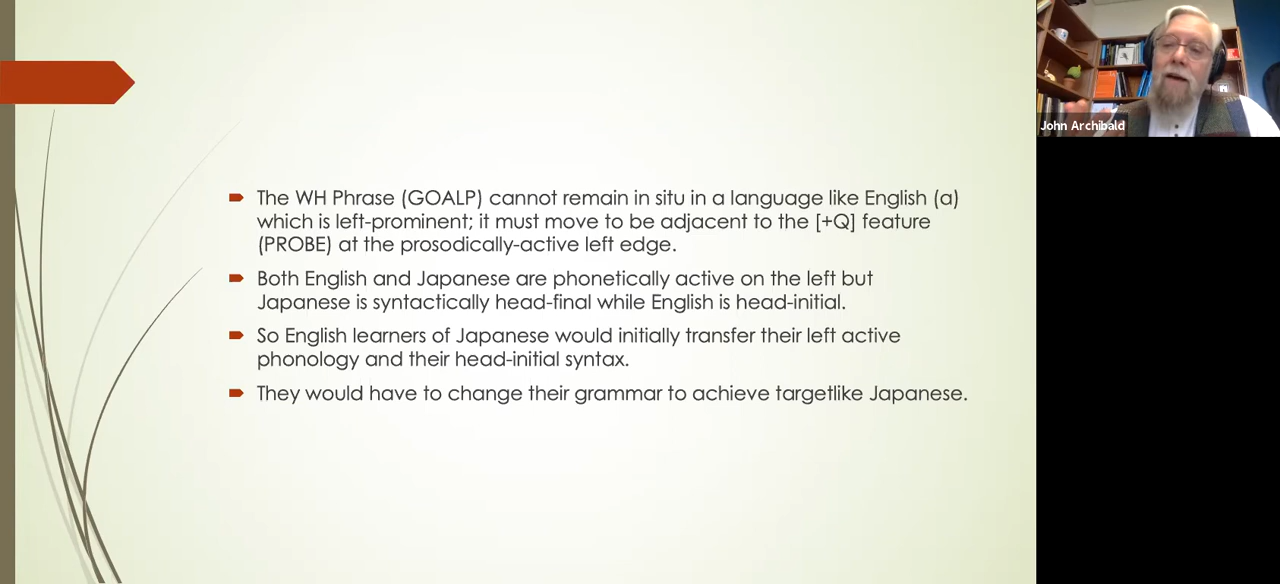 The WH Phrase (GOALP) cannot remain in situ in a language like English (a)
which is left-prominent; it must move to be adjacent to the [+Q] feature
(PROBE) at the prosodically-active left edge.
Both English and Japanese are phonetically active on the left but
Japanese is syntactically head-final while English is head-initial.
So English learners of Japanese would initially transfer their left active
phonology and their head-initial syntax.
They would have to change their grammar to achieve targetlike Japanese.
John Archibald